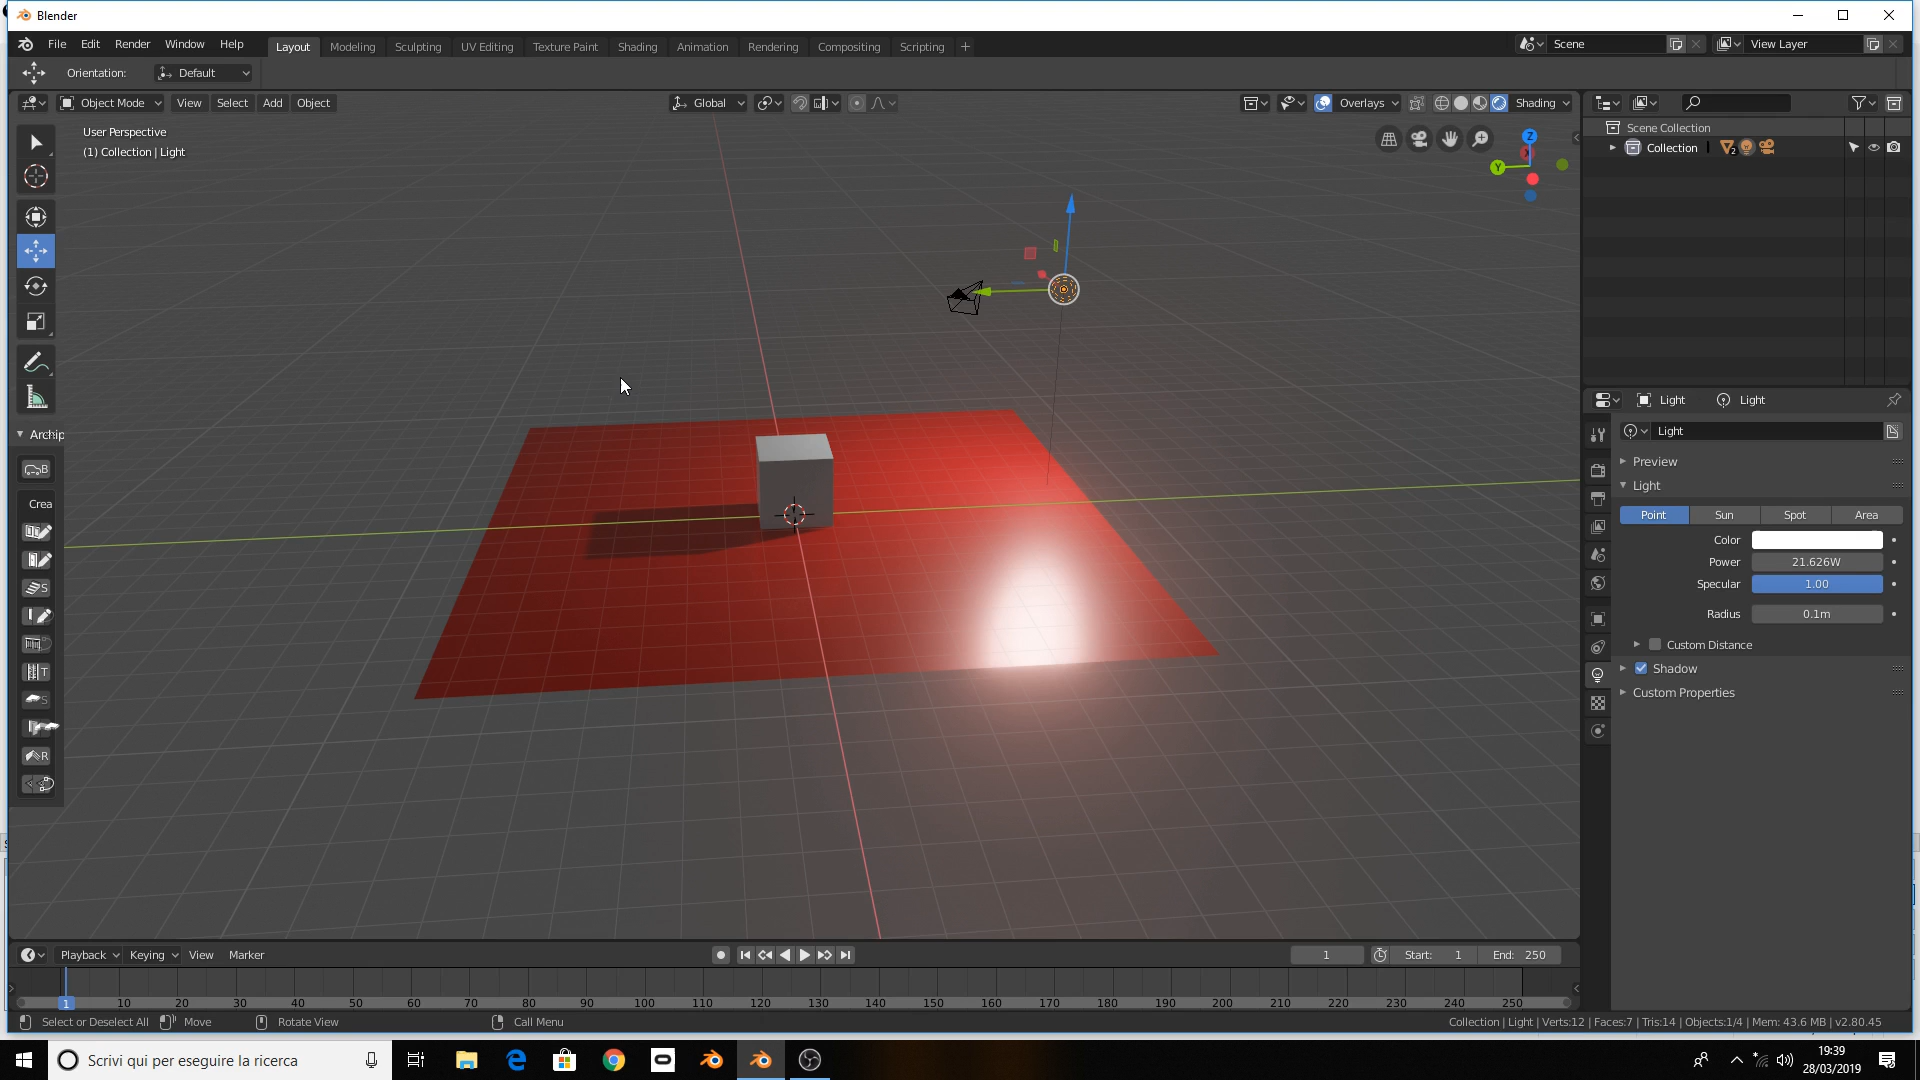 Blender
File Edit Render Window Help Layout Modeling Sculpting UV Editing Texture Paint Shading Animation Rendering Compositing Scripting + Scene View Layer
Orientation: Default
Object Mode View Select Add Object Global Overlays Shading
User Perspective
(1) Collection | Light
Z
X
Y
Scene Collection
Collection 2
Light Light
Light
Preview
Light
Point Sun Spot Area
Color
Power 21.626W
Specular 1.00
Radius 0.1m
Custom Distance
Shadow
Custom Properties
Archip
B
Crea
S
T
S
R
Playback Keying View Marker 1 Start: 1 End: 250
1 10 20 30 40 50 60 70 80 90 100 110 120 130 140 150 160 170 180 190 200 210 220 230 240 250
Select or Deselect All Move Rotate View Call Menu Collection | Light | Verts:12 | Faces:7 | Tris:14 | Objects:1/4 | Mem: 43.6 MB | v2.80.45
Scrivi qui per eseguire la ricerca
19:39
28/03/2019